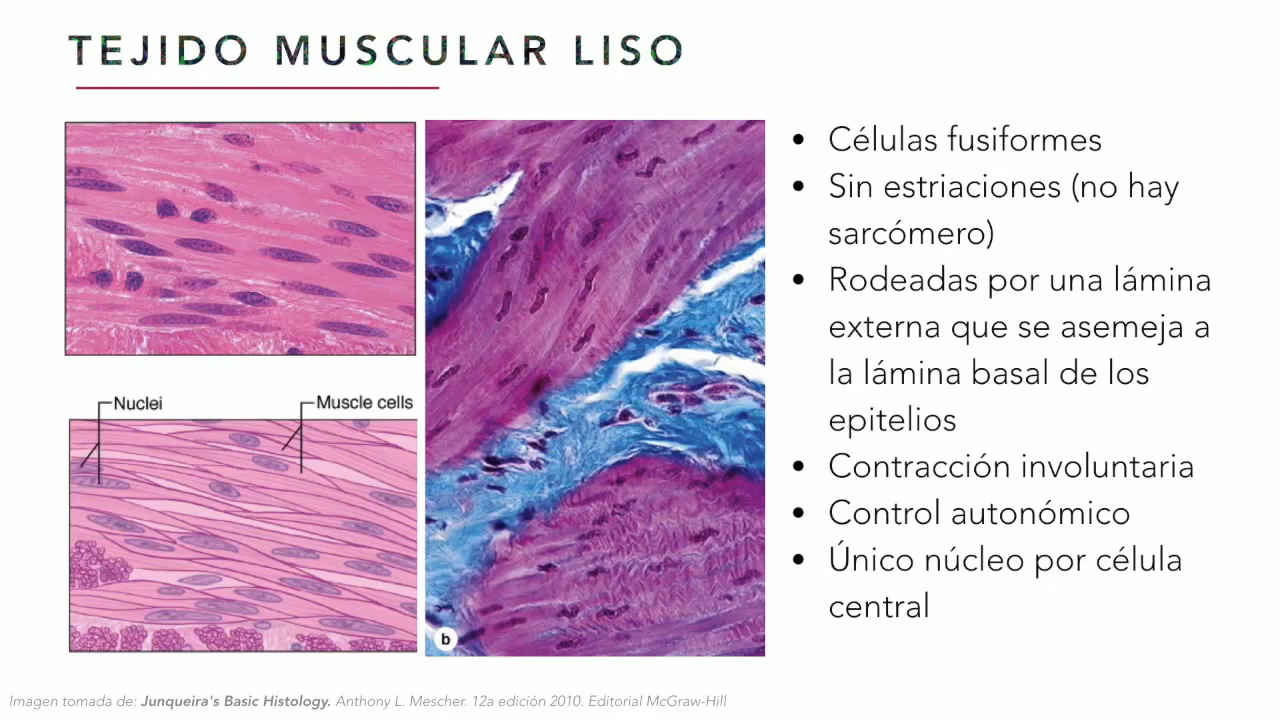 TEJIDO MUSCULAR LISO
Nuclei
Muscle cells
b
• Células fusiformes
• Sin estriaciones (no hay
sarcómero)
• Rodeadas por una lámina
externa que se asemeja a
la lámina basal de los
epitelios
• Contracción involuntaria
• Control autonómico
• Único núcleo por célula
central
Imagen tomada de: Junqueira's Basic Histology. Anthony L. Mescher. 12a edición 2010. Editorial McGraw-Hill